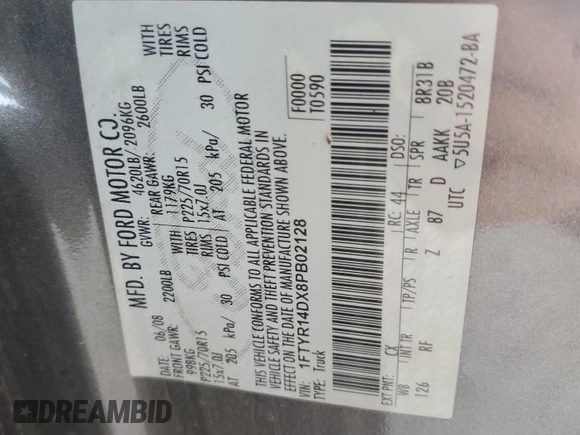 MFD. BY FORD MOTOR CO.
DATE: 06/08 GVWR: 4620LB/ 2096KG
FRONT GAWR: 2200LB REAR GAWR: 2600LB
998KG WITH 1179KG WITH
P225/70R15 TIRES P225/70R15 TIRES
15x7.0J RIMS 15x7.0J RIMS
AT 205 kPa/ 30 PSI COLD AT 205 kPa/ 30 PSI COLD
THIS VEHICLE CONFORMS TO ALL APPLICABLE FEDERAL MOTOR
VEHICLE SAFETY AND THEFT PREVENTION STANDARDS IN
EFFECT ON THE DATE OF MANUFACTURE SHOWN ABOVE.
VIN: 1FTYR14DX8PB02128 F0000
TYPE: Truck T0590
EXT PNT: CX RC: 44 DSO:
WB INT TR TP/PS R AXLE TR SPR 8R31B
126 RF Z 87 D AAKK 20B
UTC ▽5U5A-1520472-BA
DREAMBID